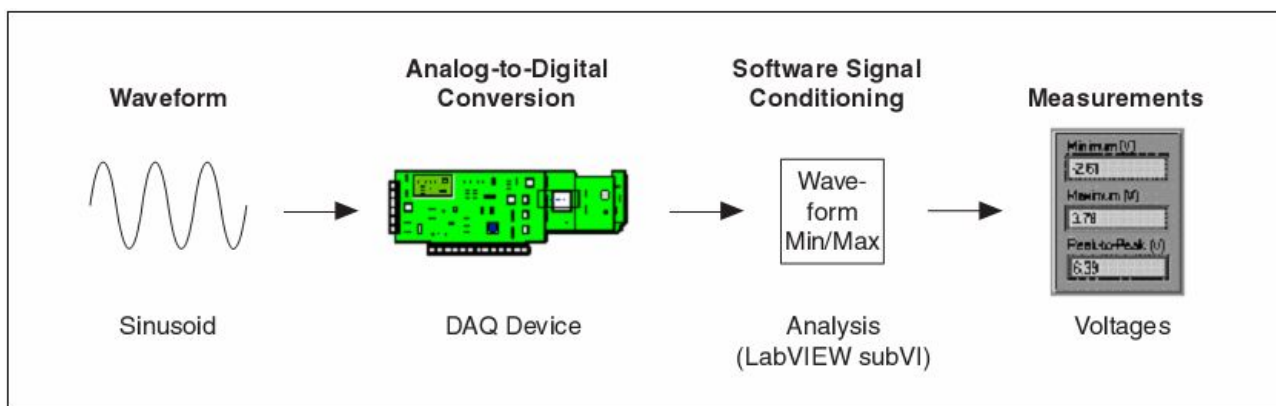 Waveform
Analog-to-Digital
Conversion
Software Signal
Conditioning
Measurements
Wave-
form
Min/Max
Minimum (V)
-2.61
Maximum (V)
3.78
Peak-to-Peak (V)
6.39
Sinusoid
DAQ Device
Analysis
(LabVIEW subVI)
Voltages